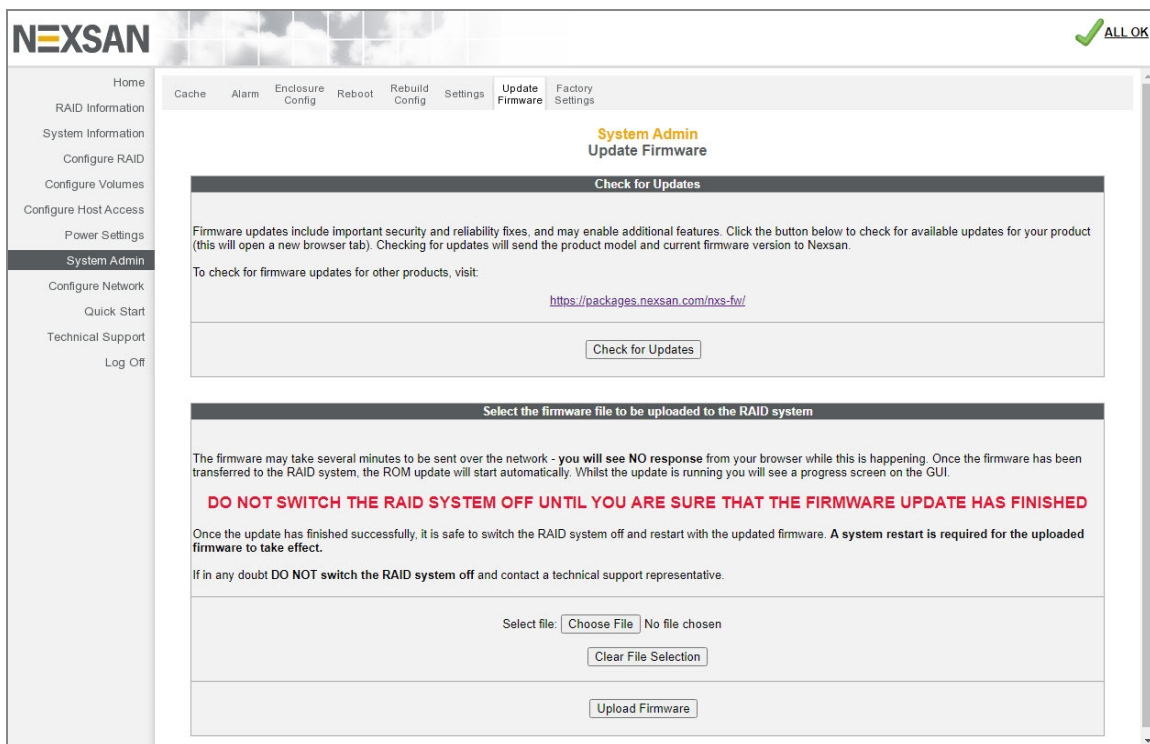 NEXSAN
ALL OK
Home
RAID Information
System Information
Configure RAID
Configure Volumes
Configure Host Access
Power Settings
System Admin
Configure Network
Quick Start
Technical Support
Log Off
Cache Alarm Enclosure Config Reboot Rebuild Config Settings Update Firmware Factory Settings
System Admin
Update Firmware
Check for Updates
Firmware updates include important security and reliability fixes, and may enable additional features. Click the button below to check for available updates for your product
(this will open a new browser tab). Checking for updates will send the product model and current firmware version to Nexsan.
To check for firmware updates for other products, visit:
https://packages.nexsan.com/nxs-fw/
Check for Updates
Select the firmware file to be uploaded to the RAID system
The firmware may take several minutes to be sent over the network - you will see NO response from your browser while this is happening. Once the firmware has been
transferred to the RAID system, the ROM update will start automatically. Whilst the update is running you will see a progress screen on the GUI.
DO NOT SWITCH THE RAID SYSTEM OFF UNTIL YOU ARE SURE THAT THE FIRMWARE UPDATE HAS FINISHED
Once the update has finished successfully, it is safe to switch the RAID system off and restart with the updated firmware. A system restart is required for the uploaded
firmware to take effect.
If in any doubt DO NOT switch the RAID system off and contact a technical support representative.
Select file: Choose File No file chosen
Clear File Selection
Upload Firmware